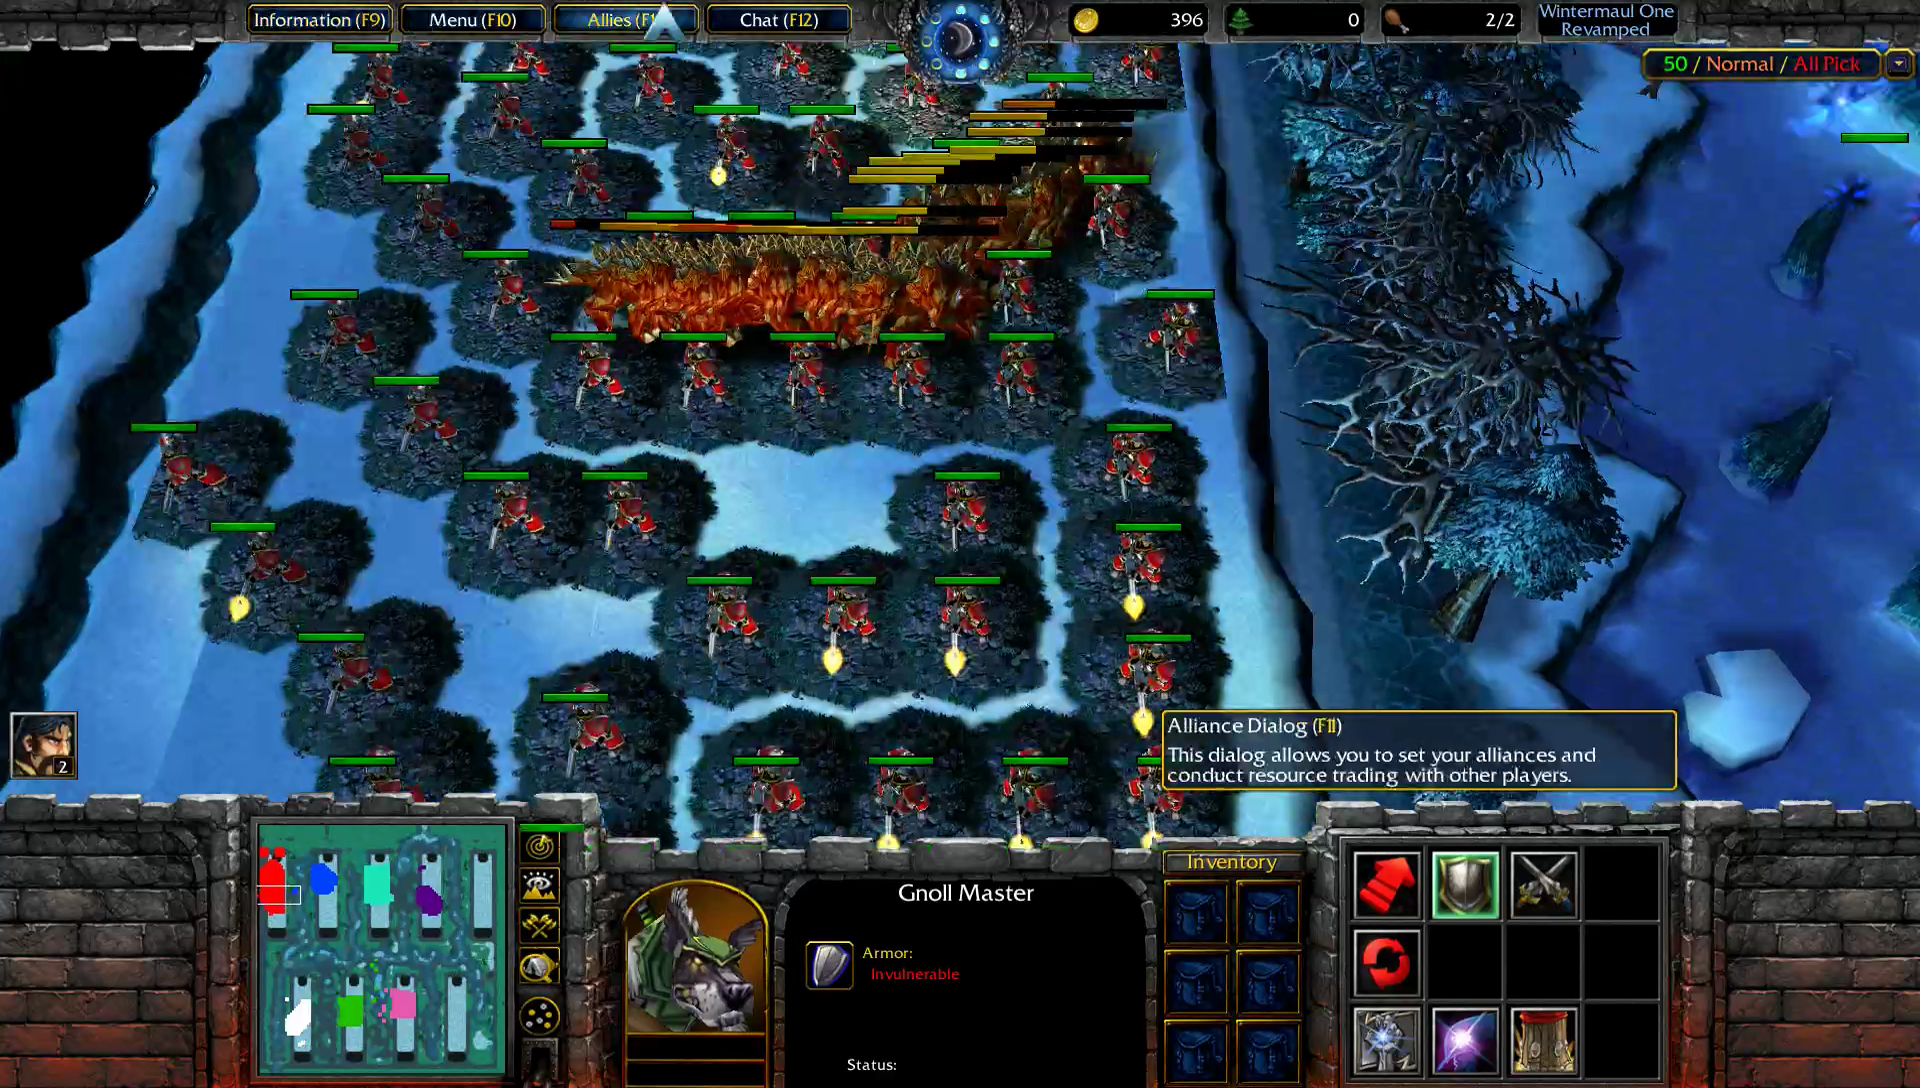 Information (F9)
Menu (F10)
Allies (F1
Chat (F12)
396
0
2/2
Wintermaul One
Revamped
50 / Normal / All Pick
2
Alliance Dialog (F11)
This dialog allows you to set your alliances and
conduct resource trading with other players.
Inventory
Gnoll Master
Armor:
Invulnerable
Status: